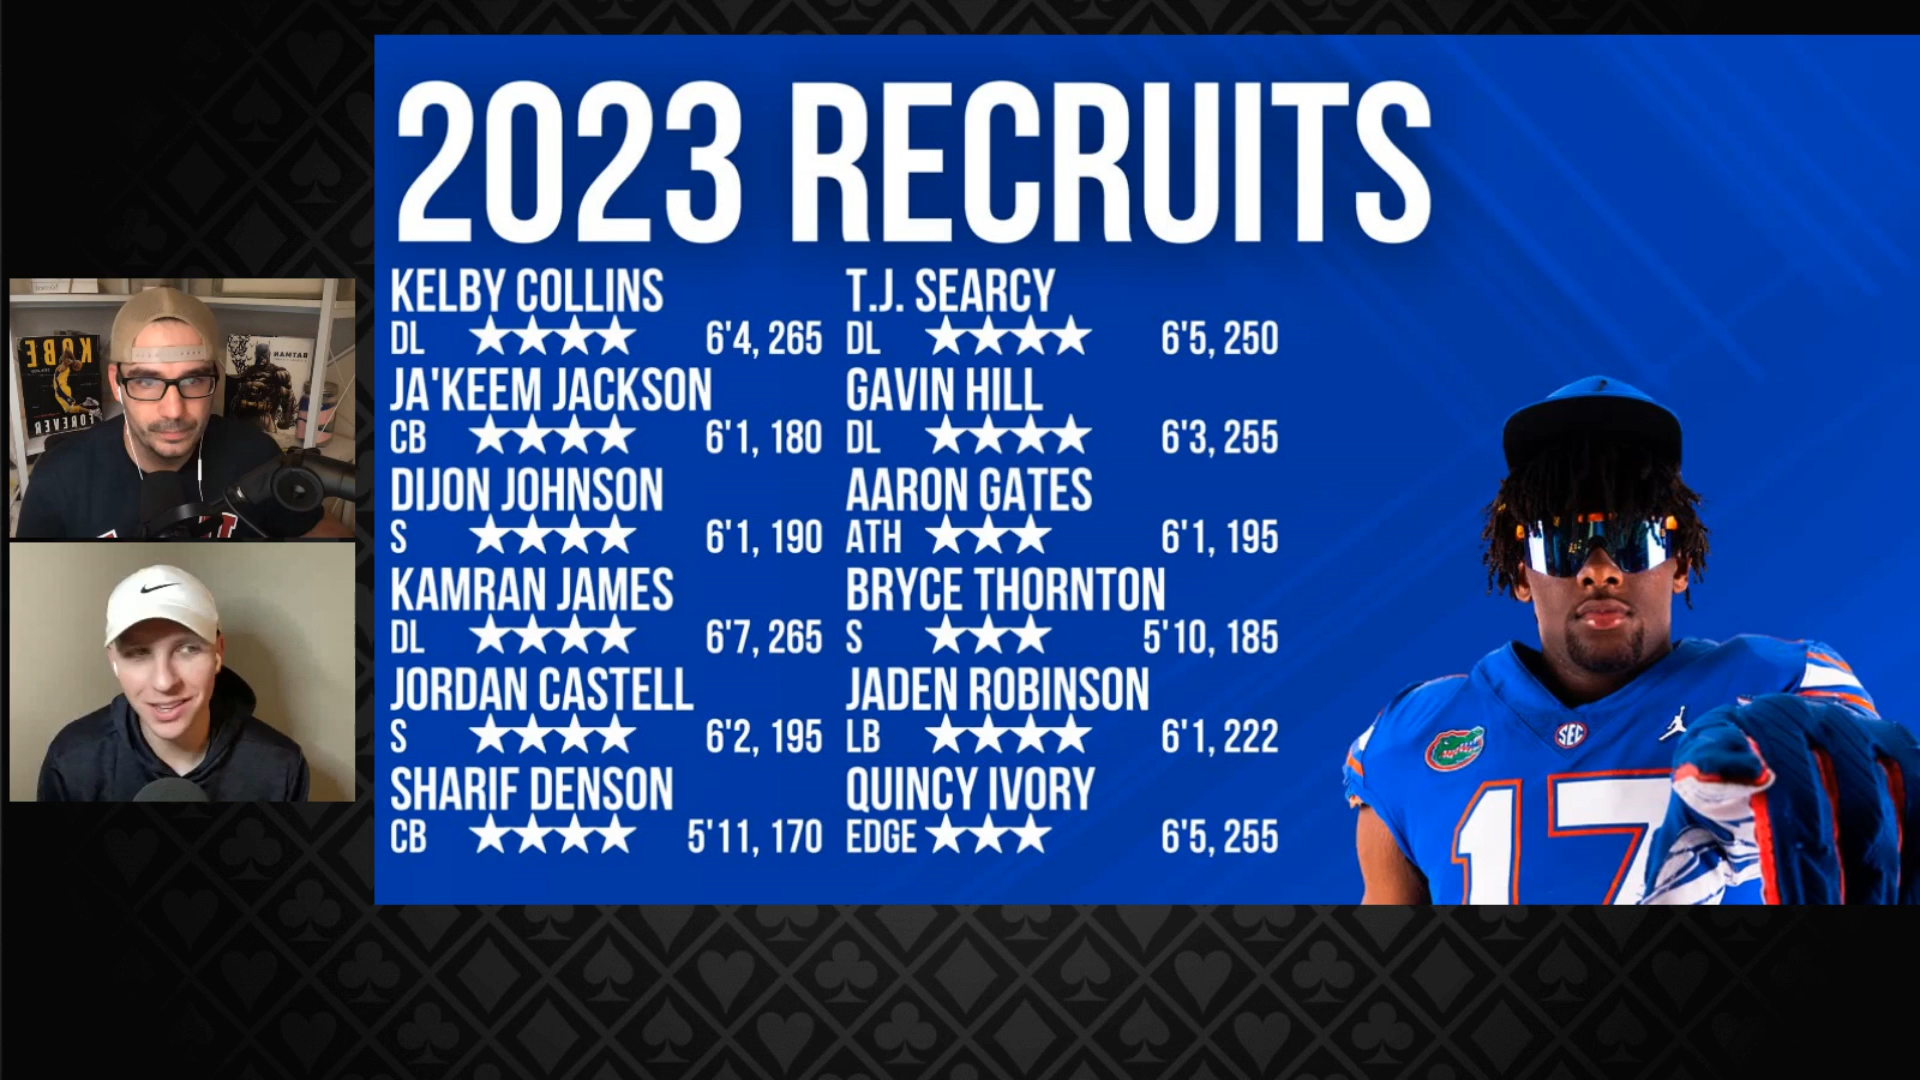 2023 RECRUITS
KELBY COLLINS
DL ★★★★ 6'4, 265
JA'KEEM JACKSON
CB ★★★★ 6'1, 180
DIJON JOHNSON
S ★★★★ 6'1, 190
KAMRAN JAMES
DL ★★★★ 6'7, 265
JORDAN CASTELL
S ★★★★ 6'2, 195
SHARIF DENSON
CB ★★★★ 5'11, 170
T.J. SEARCY
DL ★★★★ 6'5, 250
GAVIN HILL
DL ★★★★ 6'3, 255
AARON GATES
ATH ★★★ 6'1, 195
BRYCE THORNTON
S ★★★ 5'10, 185
JADEN ROBINSON
LB ★★★★ 6'1, 222
QUINCY IVORY
EDGE ★★★ 6'5, 255
SEC
17
KOBE
FOREVER
BATMAN